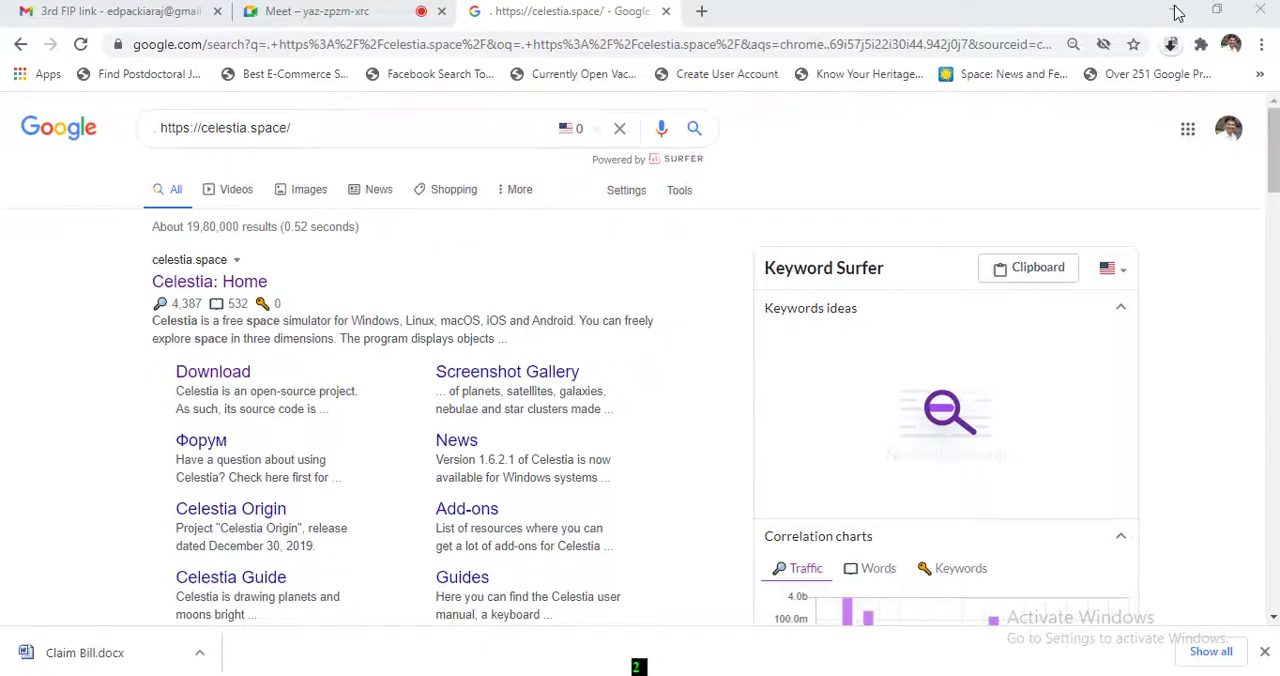 3rd FIP link - edpackiaraj@gmail
Meet – yaz-zpzm-xrc
. https://celestia.space/ - Google
google.com/search?q=.+https%3A%2F%2Fcelestia.space%2F&oq=.+https%3A%2F%2Fcelestia.space%2F&aqs=chrome..69i57j5i22i30i44.942j0j7&sourceid=c...
Apps
Find Postdoctoral J...
Best E-Commerce S...
Facebook Search To...
Currently Open Vac...
Create User Account
Know Your Heritage...
Space: News and Fe...
Over 251 Google Pr...
»
Google
. https://celestia.space/
0
Powered by SURFER
All
Videos
Images
News
Shopping
More
Settings
Tools
About 19,80,000 results (0.52 seconds)
celestia.space
Celestia: Home
4,387 532 0
Celestia is a free space simulator for Windows, Linux, macOS, iOS and Android. You can freely
explore space in three dimensions. The program displays objects ...
Download
Celestia is an open-source project.
As such, its source code is ...
Screenshot Gallery
... of planets, satellites, galaxies,
nebulae and star clusters made ...
Форум
Have a question about using
Celestia? Check here first for ...
News
Version 1.6.2.1 of Celestia is now
available for Windows systems ...
Celestia Origin
Project "Celestia Origin", release
dated December 30, 2019.
Add-ons
List of resources where you can
get a lot of add-ons for Celestia ...
Celestia Guide
Celestia is drawing planets and
moons bright ...
Guides
Here you can find the Celestia user
manual, a keyboard ...
Keyword Surfer
Clipboard
Keywords ideas
Correlation charts
Traffic
Words
Keywords
4.0b
100.0m
Activate Windows
Go to Settings to activate Windows.
Claim Bill.docx
Show all
2